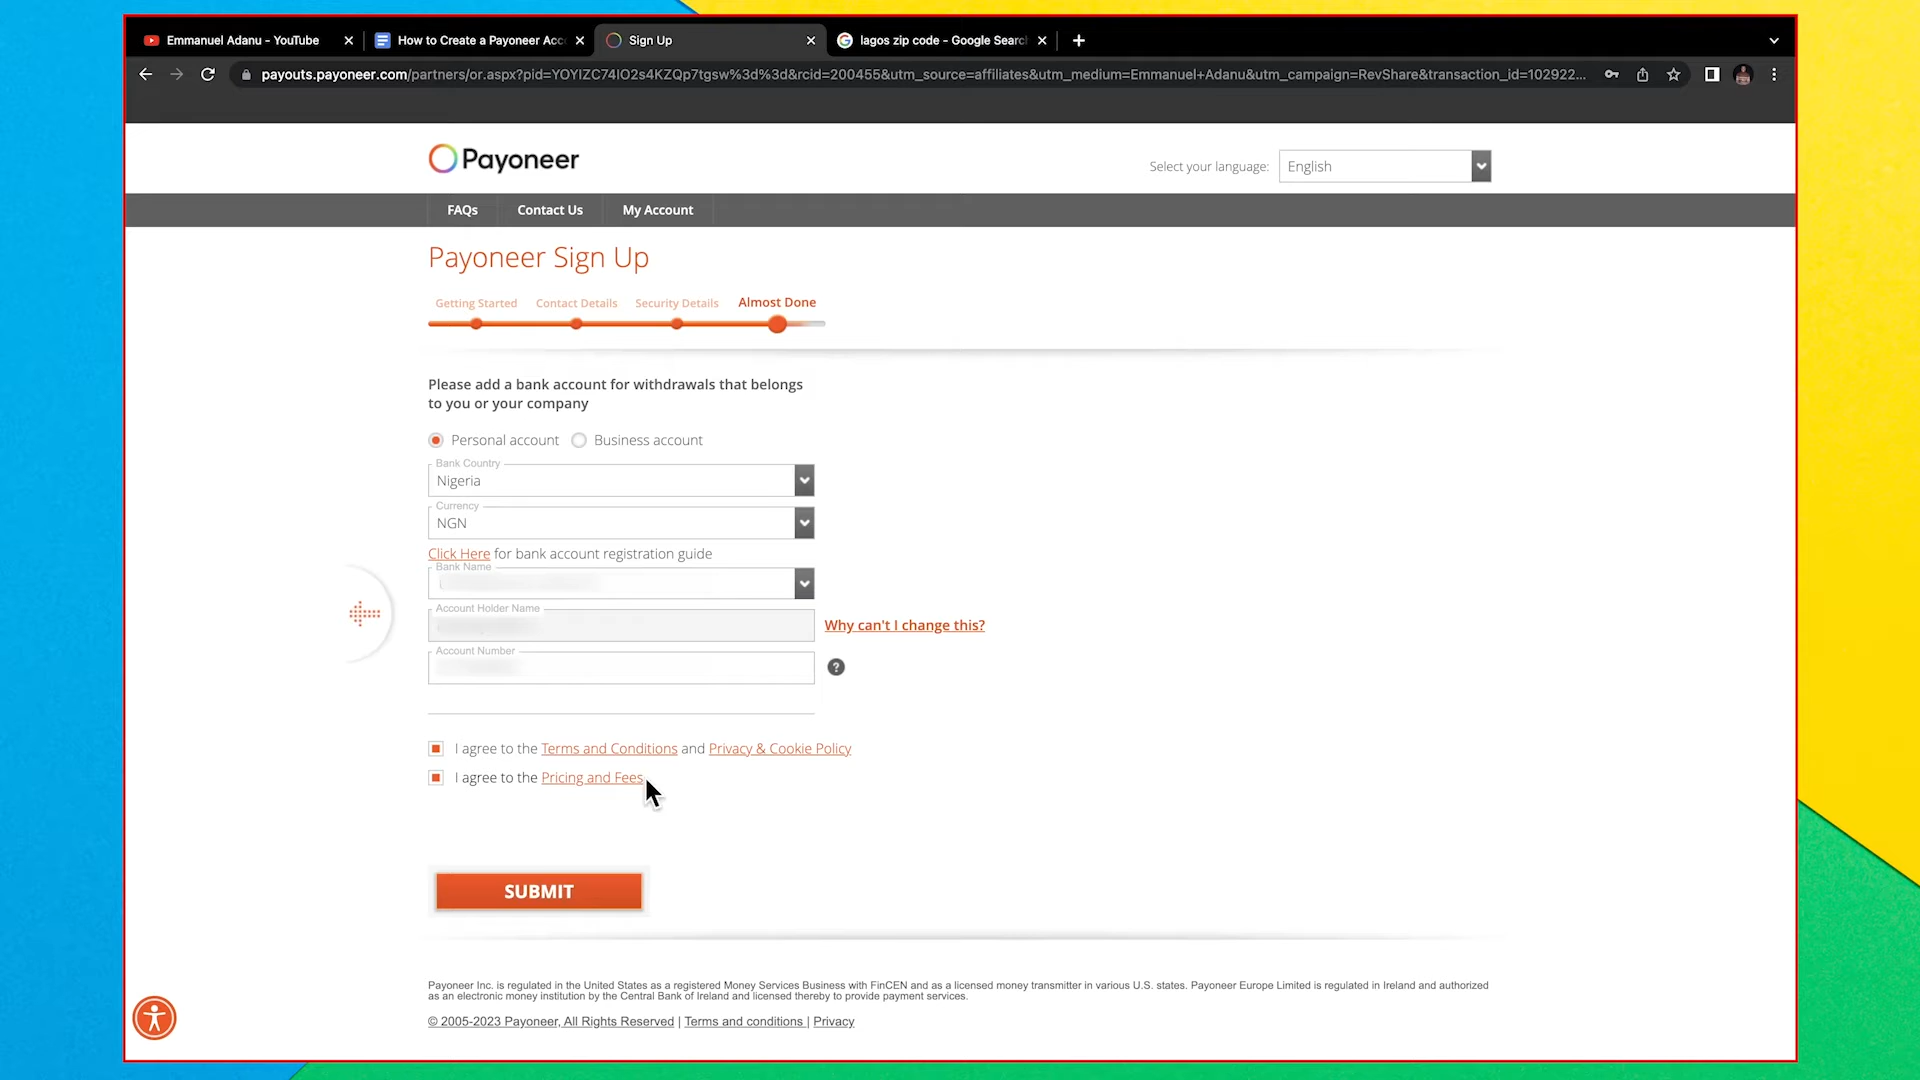 Emmanuel Adanu - YouTube
How to Create a Payoneer Acc
Sign Up
lagos zip code - Google Search
payouts.payoneer.com/partners/or.aspx?pid=YOYIZC74IO2s4KZQp7tgsw%3d%3d&rcid=200455&utm_source=affiliates&utm_medium=Emmanuel+Adanu&utm_campaign=RevShare&transaction_id=102922...
Payoneer
Select your language:
English
FAQs
Contact Us
My Account
Payoneer Sign Up
Getting Started
Contact Details
Security Details
Almost Done
Please add a bank account for withdrawals that belongs
to you or your company
Personal account
Business account
Bank Country
Nigeria
Currency
NGN
Click Here for bank account registration guide
Bank Name
Account Holder Name
Why can't I change this?
Account Number
?
I agree to the Terms and Conditions and Privacy & Cookie Policy
I agree to the Pricing and Fees
SUBMIT
Payoneer Inc. is regulated in the United States as a registered Money Services Business with FinCEN and as a licensed money transmitter in various U.S. states. Payoneer Europe Limited is regulated in Ireland and authorized
as an electronic money institution by the Central Bank of Ireland and licensed thereby to provide payment services.
© 2005-2023 Payoneer, All Rights Reserved | Terms and conditions | Privacy